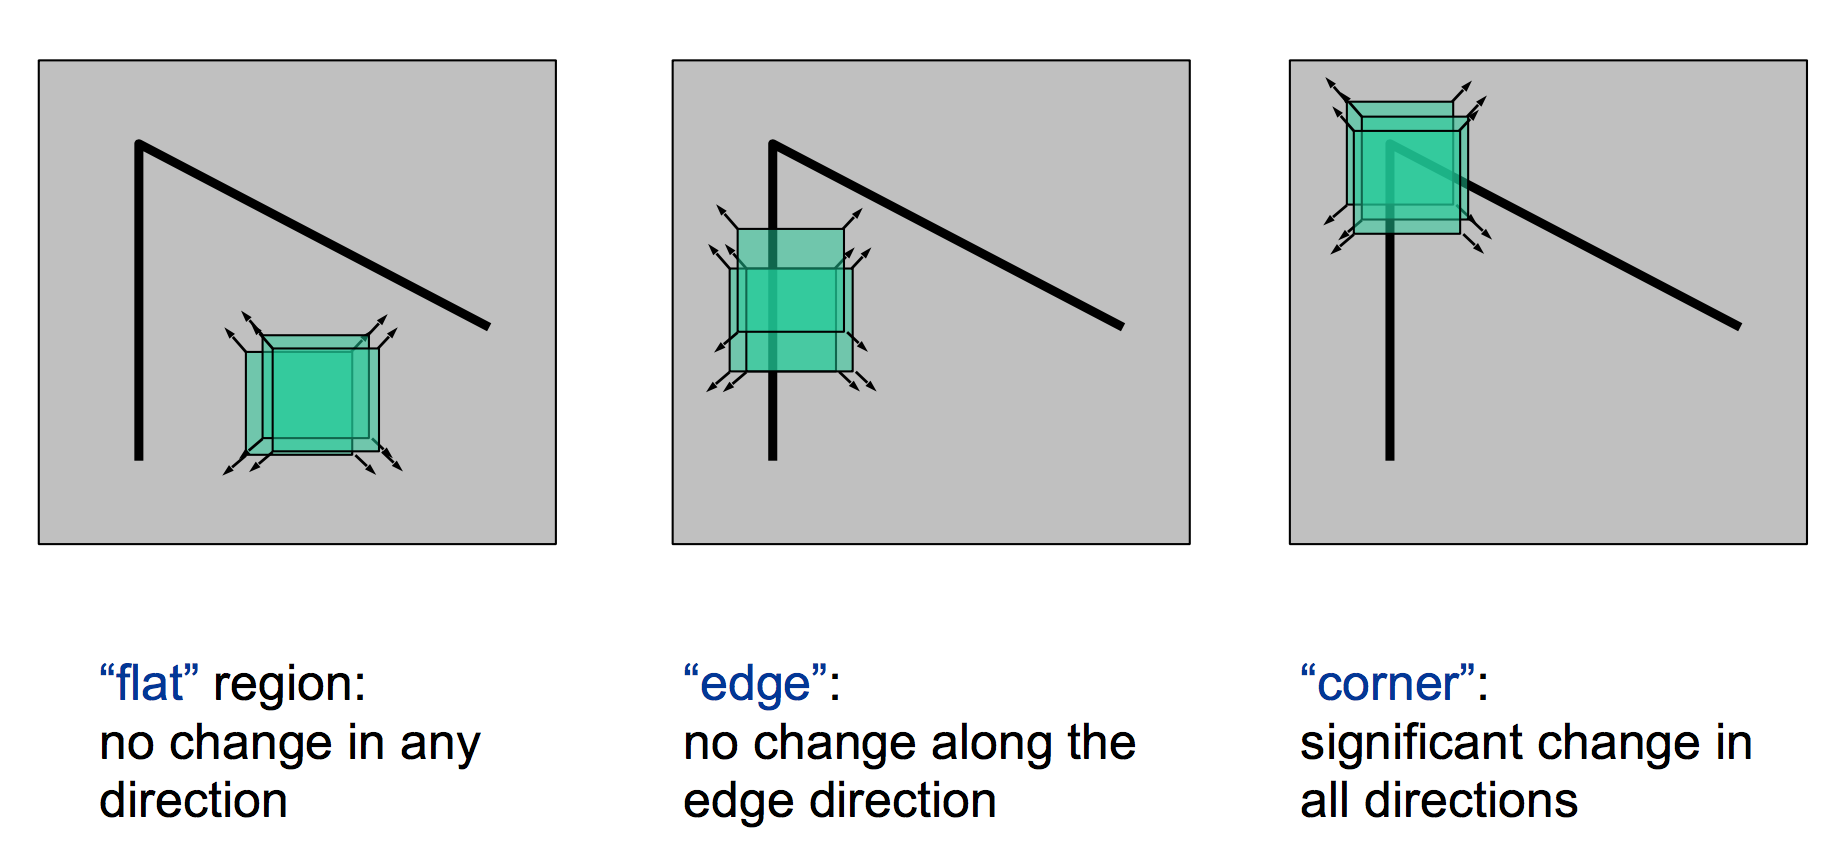 “flat” region:
no change in any
direction
“edge”:
no change along the
edge direction
“corner”:
significant change in
all directions